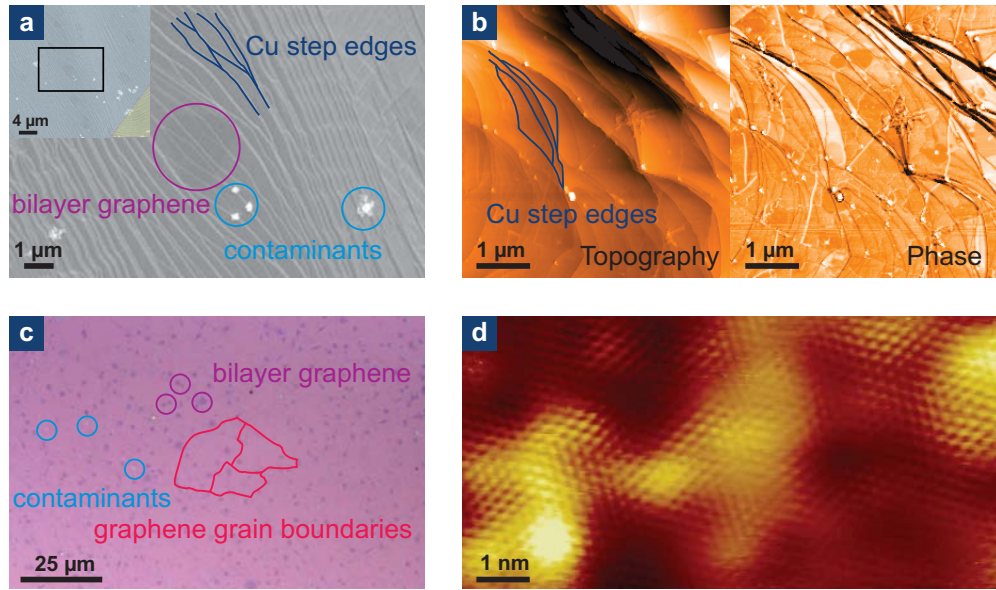 a
Cu step edges
4 µm
bilayer graphene
contaminants
1 µm
b
Cu step edges
1 µm
Topography
1 µm
Phase
c
bilayer graphene
contaminants
graphene grain boundaries
25 µm
d
1 nm